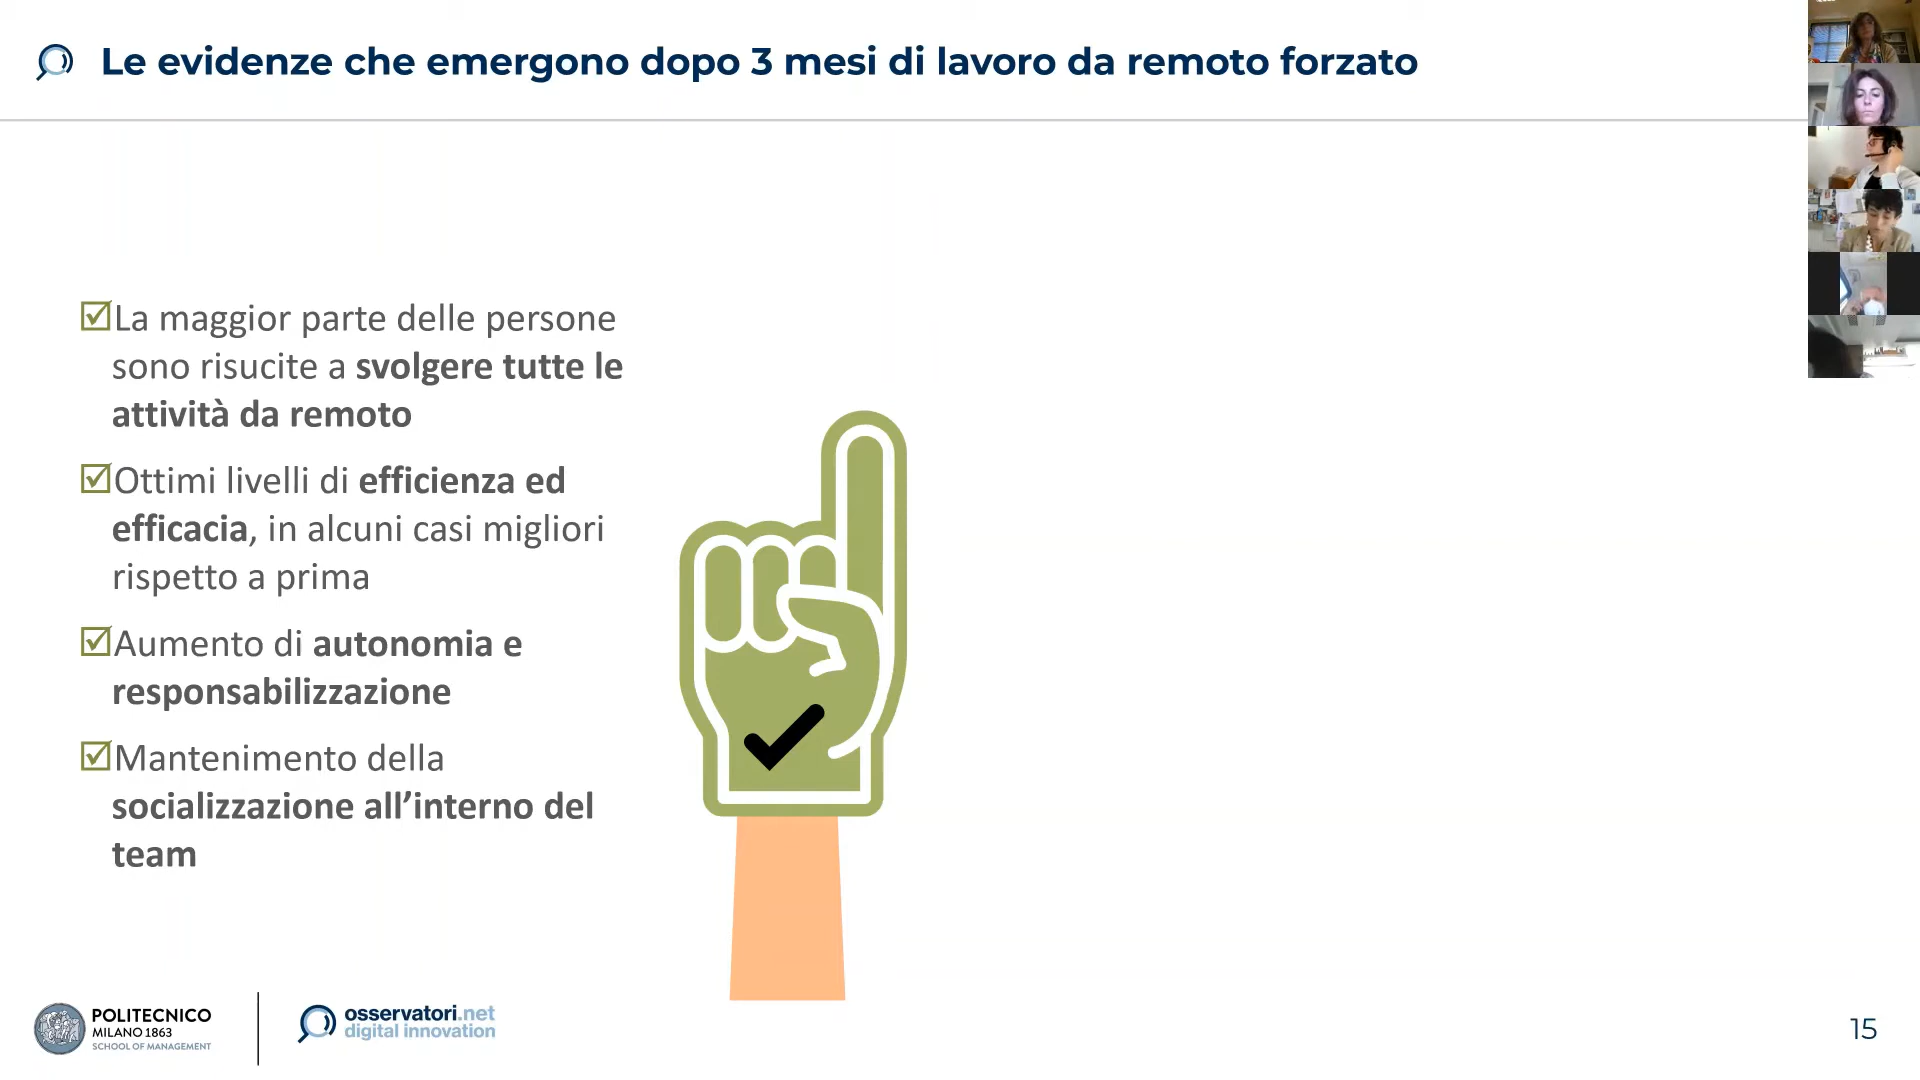 Le evidenze che emergono dopo 3 mesi di lavoro da remoto forzato
La maggior parte delle persone
sono risucite a svolgere tutte le
attività da remoto
Ottimi livelli di efficienza ed
efficacia, in alcuni casi migliori
rispetto a prima
Aumento di autonomia e
responsabilizzazione
Mantenimento della
socializzazione all’interno del
team
POLITECNICO
MILANO 1863
SCHOOL OF MANAGEMENT
osservatori.net
digital innovation
15